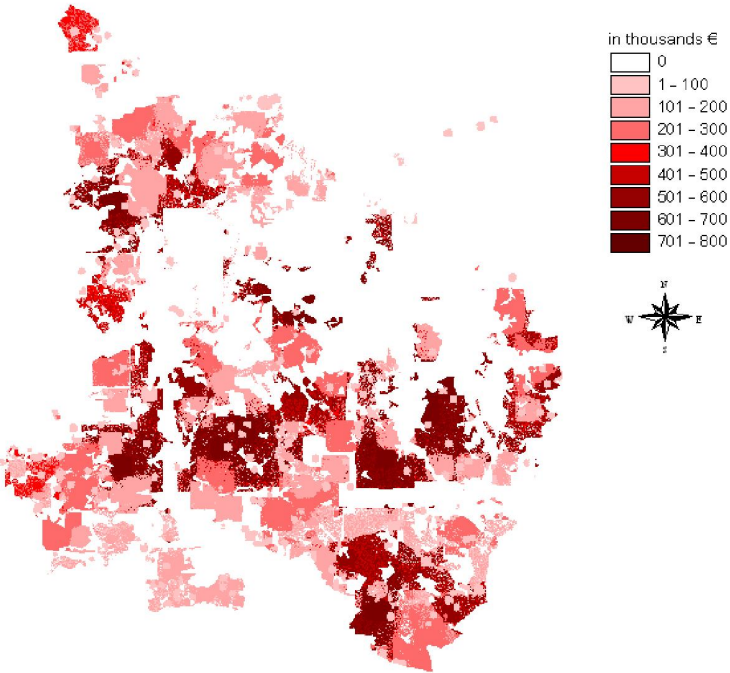 in thousands €
0
1 – 100
101 – 200
201 – 300
301 – 400
401 – 500
501 – 600
601 – 700
701 – 800
N
W E
S